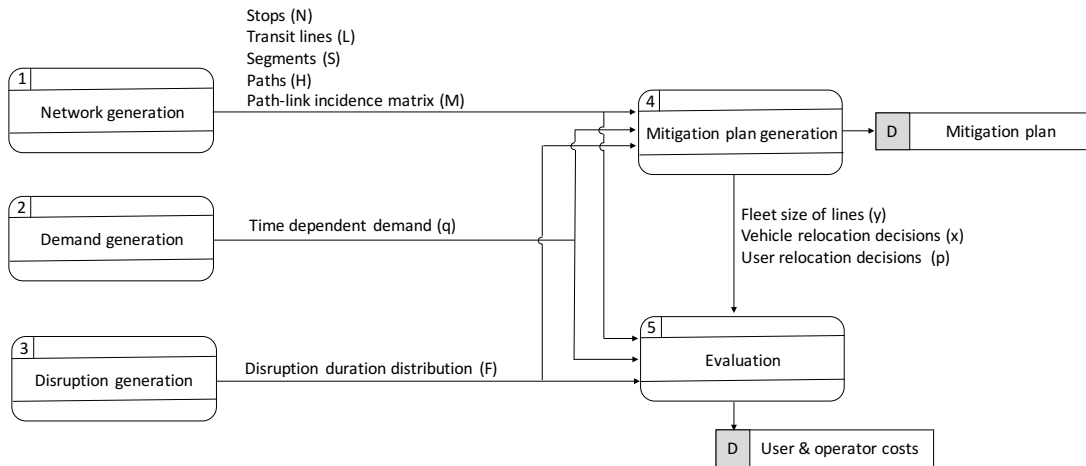 Stops (N)
Transit lines (L)
Segments (S)
Paths (H)
Path-link incidence matrix (M)
1
Network generation
4
Mitigation plan generation
D
Mitigation plan
2
Demand generation
Time dependent demand (q)
Fleet size of lines (y)
Vehicle relocation decisions (x)
User relocation decisions (p)
3
Disruption generation
Disruption duration distribution (F)
5
Evaluation
D
User & operator costs